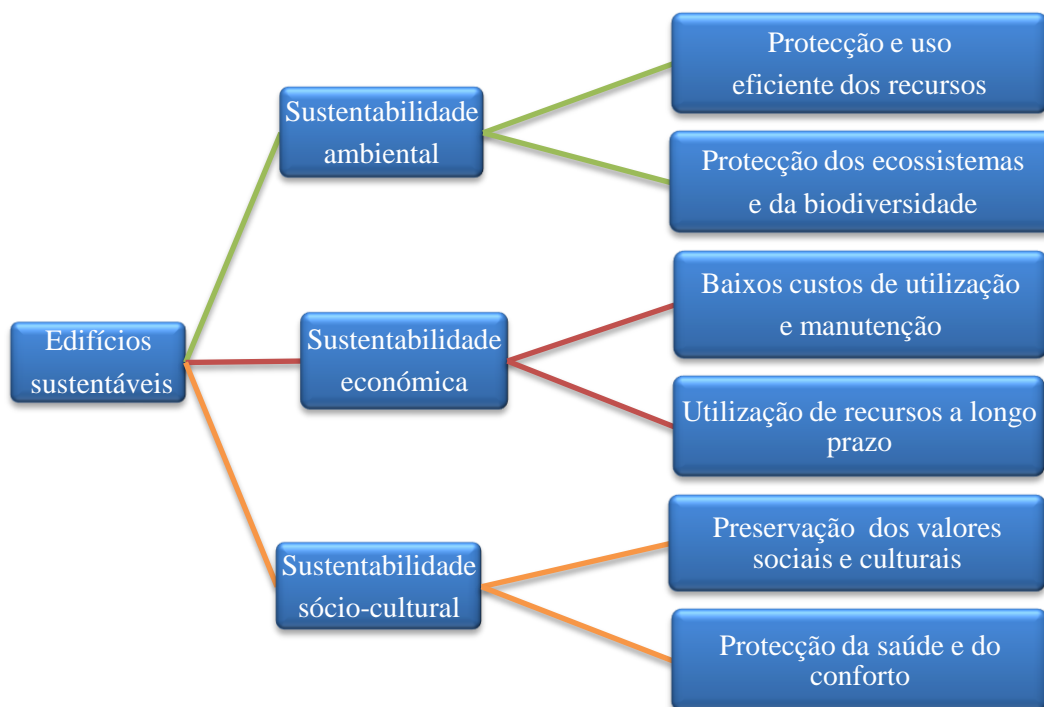 Edifícios
sustentáveis
Sustentabilidade
ambiental
Protecção e uso
eficiente dos recursos
Protecção dos ecossistemas
e da biodiversidade
Sustentabilidade
económica
Baixos custos de utilização
e manutenção
Utilização de recursos a longo
prazo
Sustentabilidade
sócio-cultural
Preservação dos valores
sociais e culturais
Protecção da saúde e do
conforto